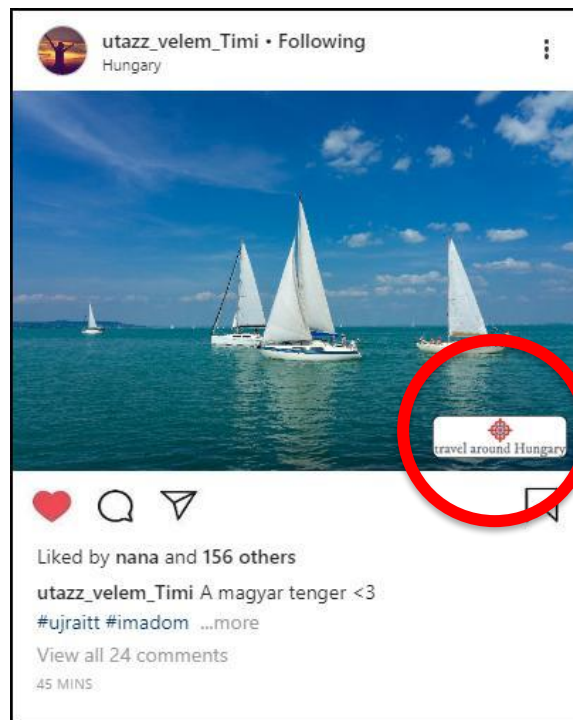 utazz_velem_Timi • Following
Hungary
travel around Hungary
Liked by nana and 156 others
utazz_velem_Timi A magyar tenger <3
#ujraitt #imadom ...more
View all 24 comments
45 MINS